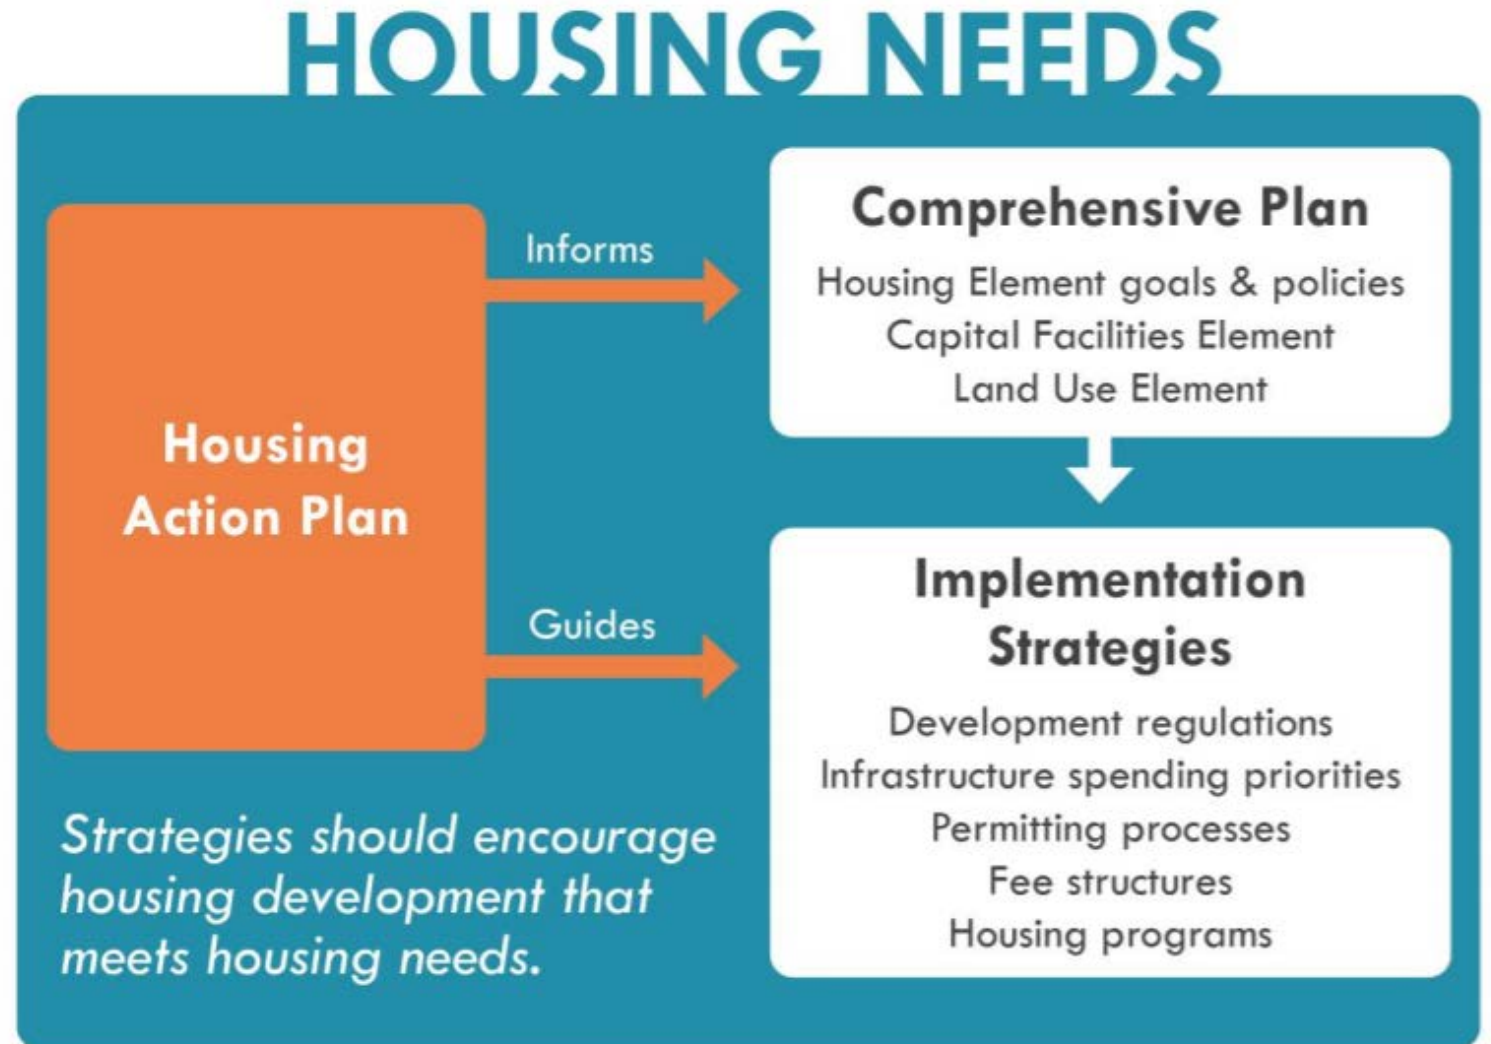 HOUSING NEEDS
Housing
Action Plan
Informs
Guides
Comprehensive Plan
Housing Element goals & policies
Capital Facilities Element
Land Use Element
Implementation
Strategies
Development regulations
Infrastructure spending priorities
Permitting processes
Fee structures
Housing programs
Strategies should encourage
housing development that
meets housing needs.